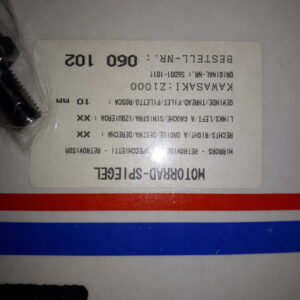 MOTORRAD-SPIEGEL
MIRRORS - RETROVISE SPECCHIETTI - RETROVISOR
RECHTS-RIGHT-A DROITE-DESTRA-DERECHA XX
LINKS-LEFT-A GAUCHE-SINISTRA-IZQUIERDA XX
GEWINDE/THREAD/FILET/FILETTO/ROSCA: 10 mm
KAWASAKI:Z1000
ORIGINAL-NR.: 56001-1011
BESTELL-NR.: 060 102